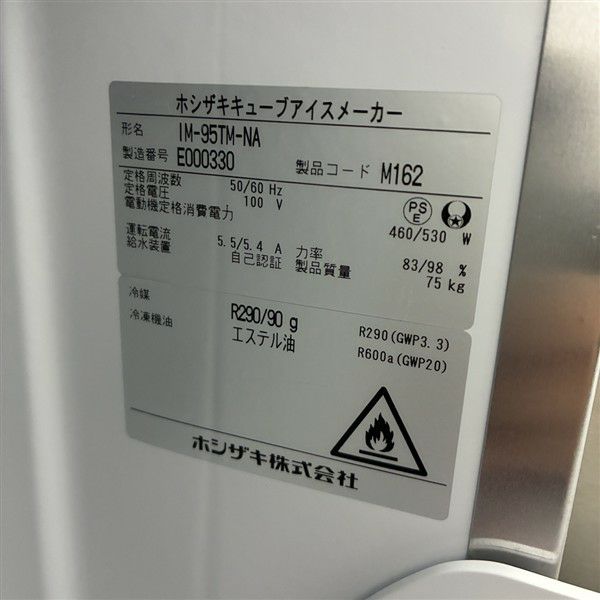 ホシザキキューブアイスメーカー
形名 IM-95TM-NA
製造番号 E000330 製品コード M162
定格周波数 50/60 Hz
定格電圧 100 V
電動機定格消費電力 460/530 W
PS
E
運転電流 5.5/5.4 A 力率 83/98 %
給水装置 自己認証 製品質量 75 kg
冷媒 R290/90 g R290(GWP3.3)
冷凍機油 エステル油 R600a(GWP20)
ホシザキ株式会社